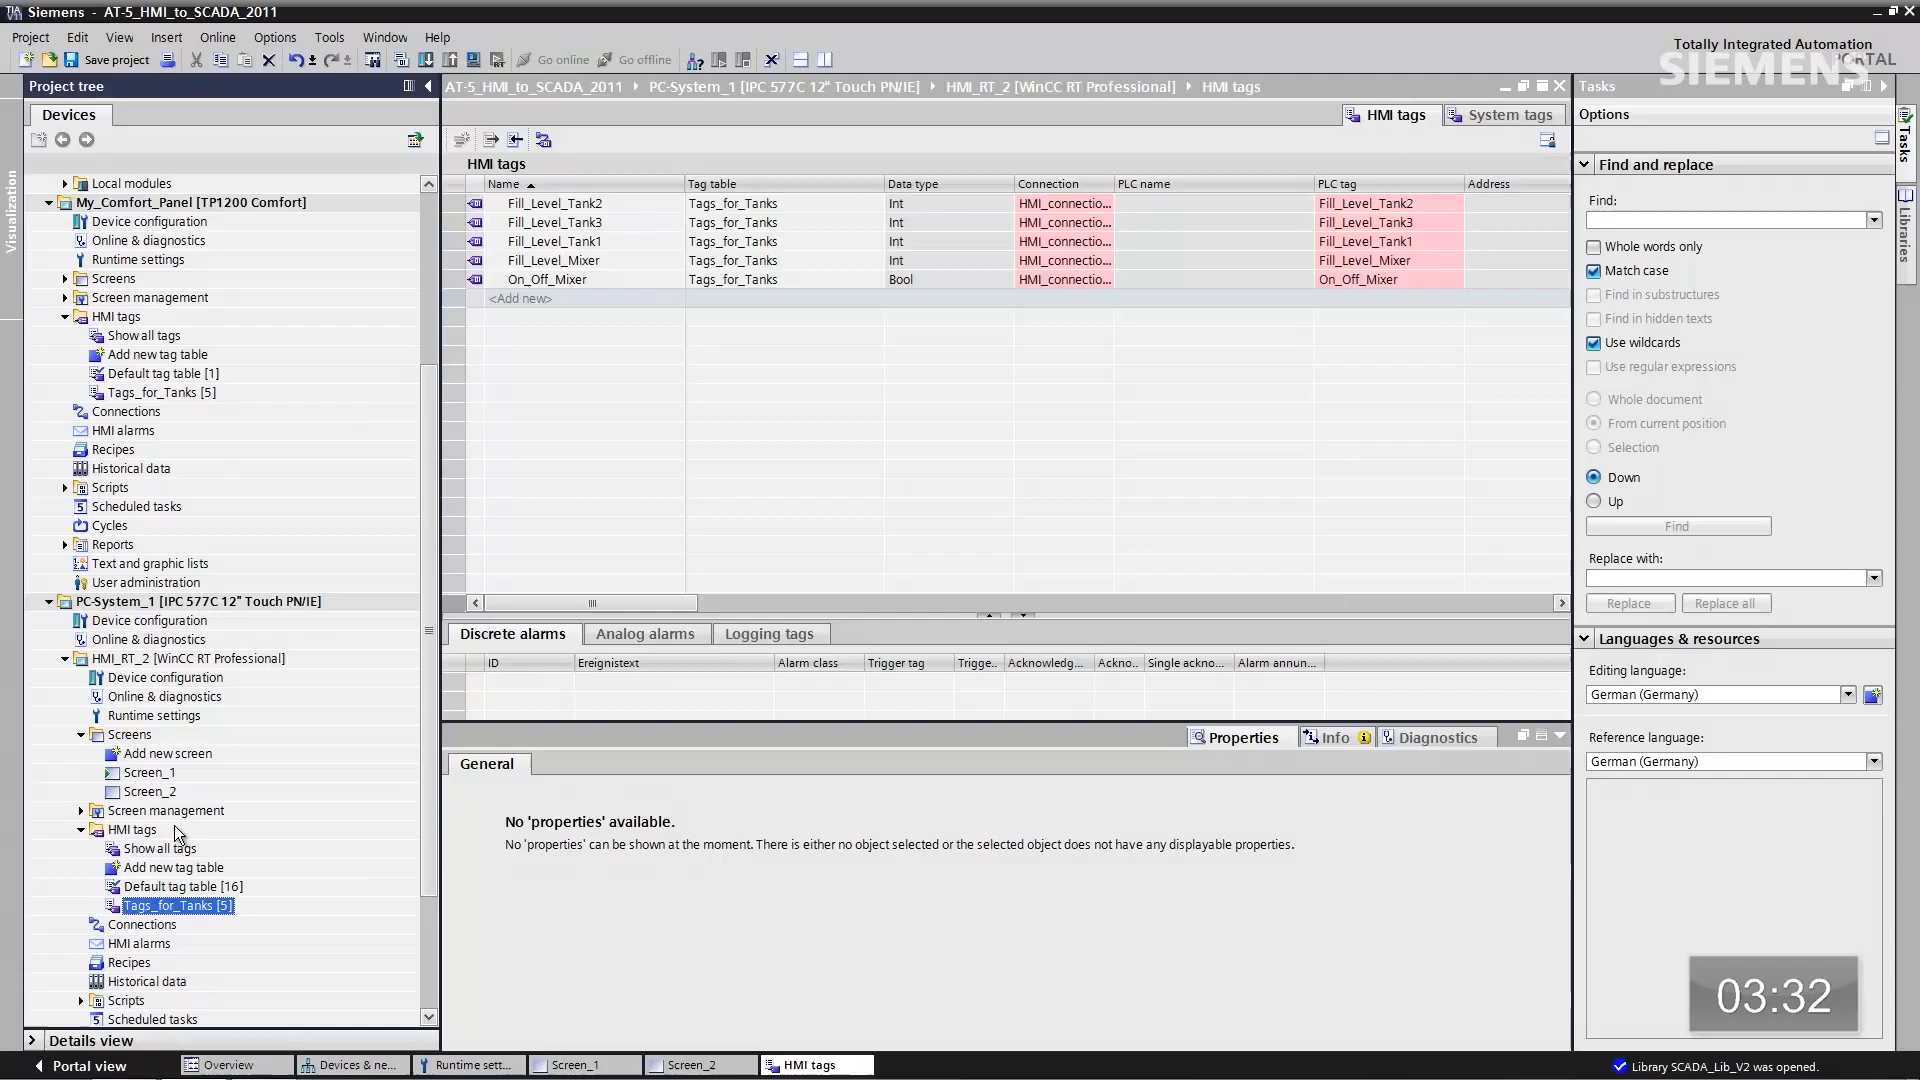 Siemens - AT-5_HMI_to_SCADA_2011
Project Edit View Insert Online Options Tools Window Help
Totally Integrated Automation
PORTAL
SIEMENS
Save project Go online Go offline
Project tree
AT-5_HMI_to_SCADA_2011 PC-System_1 [IPC 577C 12" Touch PN/IE] HMI_RT_2 [WinCC RT Professional] HMI tags
Tasks
Devices
HMI tags System tags
Options
Visualization
Tasks
Libraries
HMI tags
Name Tag table Data type Connection PLC name PLC tag Address
Fill_Level_Tank2 Tags_for_Tanks Int HMI_connectio... Fill_Level_Tank2
Fill_Level_Tank3 Tags_for_Tanks Int HMI_connectio... Fill_Level_Tank3
Fill_Level_Tank1 Tags_for_Tanks Int HMI_connectio... Fill_Level_Tank1
Fill_Level_Mixer Tags_for_Tanks Int HMI_connectio... Fill_Level_Mixer
On_Off_Mixer Tags_for_Tanks Bool HMI_connectio... On_Off_Mixer
<Add new>
Local modules
My_Comfort_Panel [TP1200 Comfort]
Device configuration
Online & diagnostics
Runtime settings
Screens
Screen management
HMI tags
Show all tags
Add new tag table
Default tag table [1]
Tags_for_Tanks [5]
Connections
HMI alarms
Recipes
Historical data
Scripts
Scheduled tasks
Cycles
Reports
Text and graphic lists
User administration
PC-System_1 [IPC 577C 12" Touch PN/IE]
Device configuration
Online & diagnostics
HMI_RT_2 [WinCC RT Professional]
Device configuration
Online & diagnostics
Runtime settings
Screens
Add new screen
Screen_1
Screen_2
Screen management
HMI tags
Show all tags
Add new tag table
Default tag table [16]
Tags_for_Tanks [5]
Connections
HMI alarms
Recipes
Historical data
Scripts
Scheduled tasks
Details view
Discrete alarms Analog alarms Logging tags
ID Ereignistext Alarm class Trigger tag Trigge.. Acknowledg... Ackno.. Single ackno... Alarm annun...
Properties Info Diagnostics
General
No 'properties' available.
No 'properties' can be shown at the moment. There is either no object selected or the selected object does not have any displayable properties.
Find and replace
Find:
Whole words only
Match case
Find in substructures
Find in hidden texts
Use wildcards
Use regular expressions
Whole document
From current position
Selection
Down
Up
Find
Replace with:
Replace Replace all
Languages & resources
Editing language:
German (Germany)
Reference language:
German (Germany)
03:32
Portal view Overview Devices & ne... Runtime sett... Screen_1 Screen_2 HMI tags Library SCADA_Lib_V2 was opened.